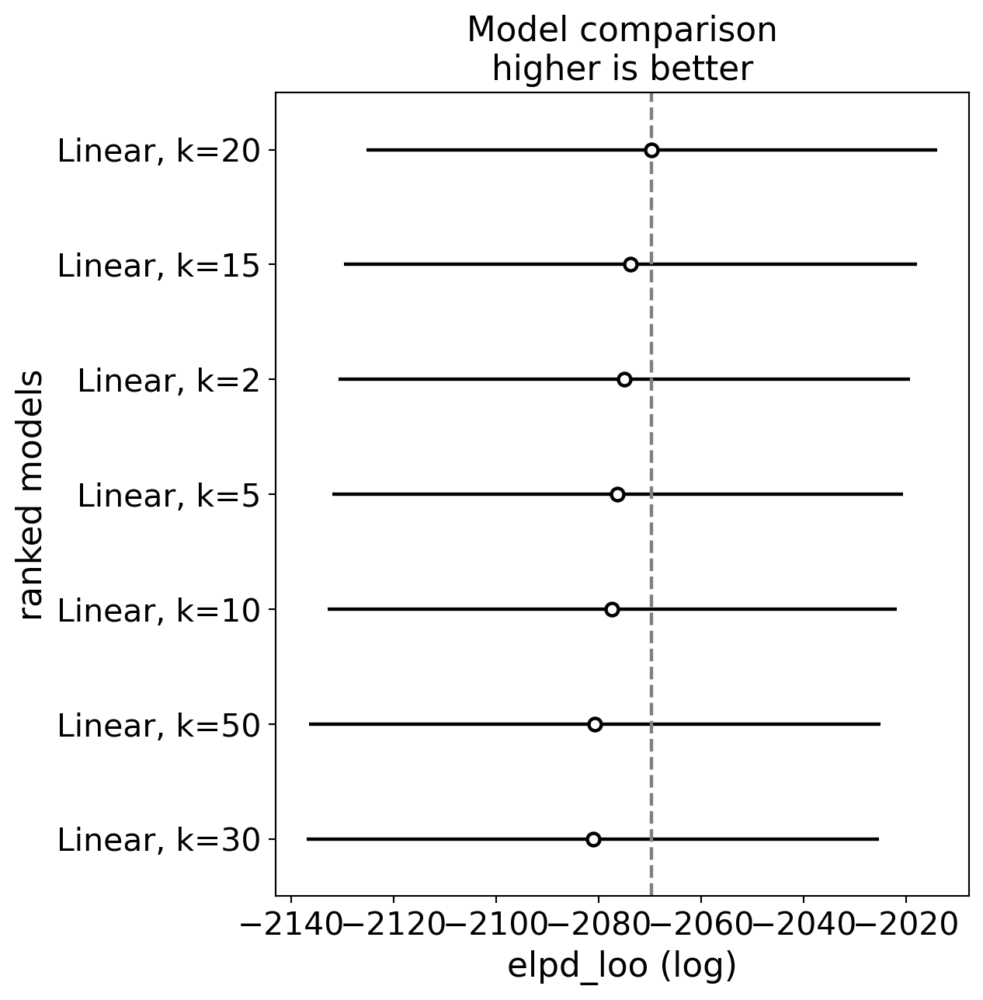 Model comparison
higher is better
ranked models
Linear, k=20
Linear, k=15
Linear, k=2
Linear, k=5
Linear, k=10
Linear, k=50
Linear, k=30
−2140 −2120 −2100 −2080 −2060 −2040 −2020
elpd_loo (log)